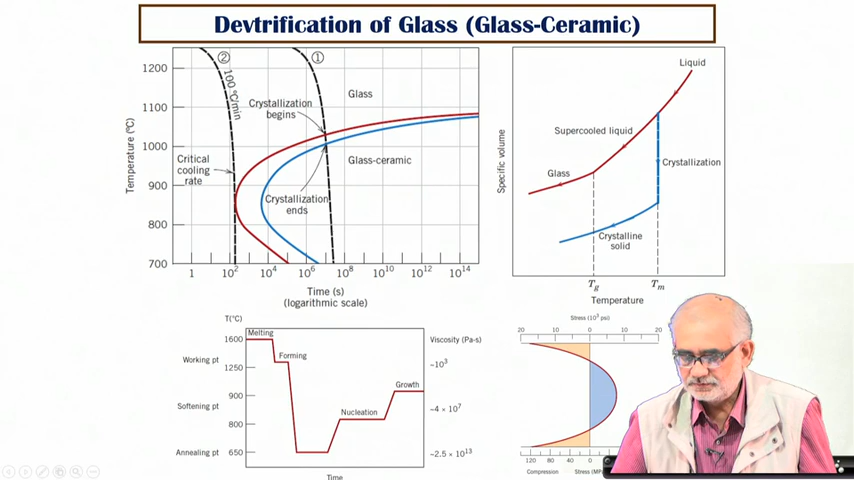 Devtrification of Glass (Glass-Ceramic)
②
①
100 °C/min
1200
1100
1000
900
800
700
Temperature (°C)
Glass
Crystallization
begins
Glass-ceramic
Critical
cooling
rate
Crystallization
ends
1
10²
10⁴
10⁶
10⁸
10¹⁰
10¹²
10¹⁴
Time (s)
(logarithmic scale)
Liquid
Supercooled liquid
Crystallization
Glass
Crystalline
solid
Specific volume
Tg
Tm
Temperature
T(°C)
Melting
1600
Working pt
1250
Forming
900
Softening pt
800
Nucleation
Growth
Annealing pt
650
Time
Viscosity (Pa-s)
~10³
~4 × 10⁷
~2.5 × 10¹³
Stress (10³ psi)
20
10
0
10
20
120
80
40
0
Compression
Stress (MP